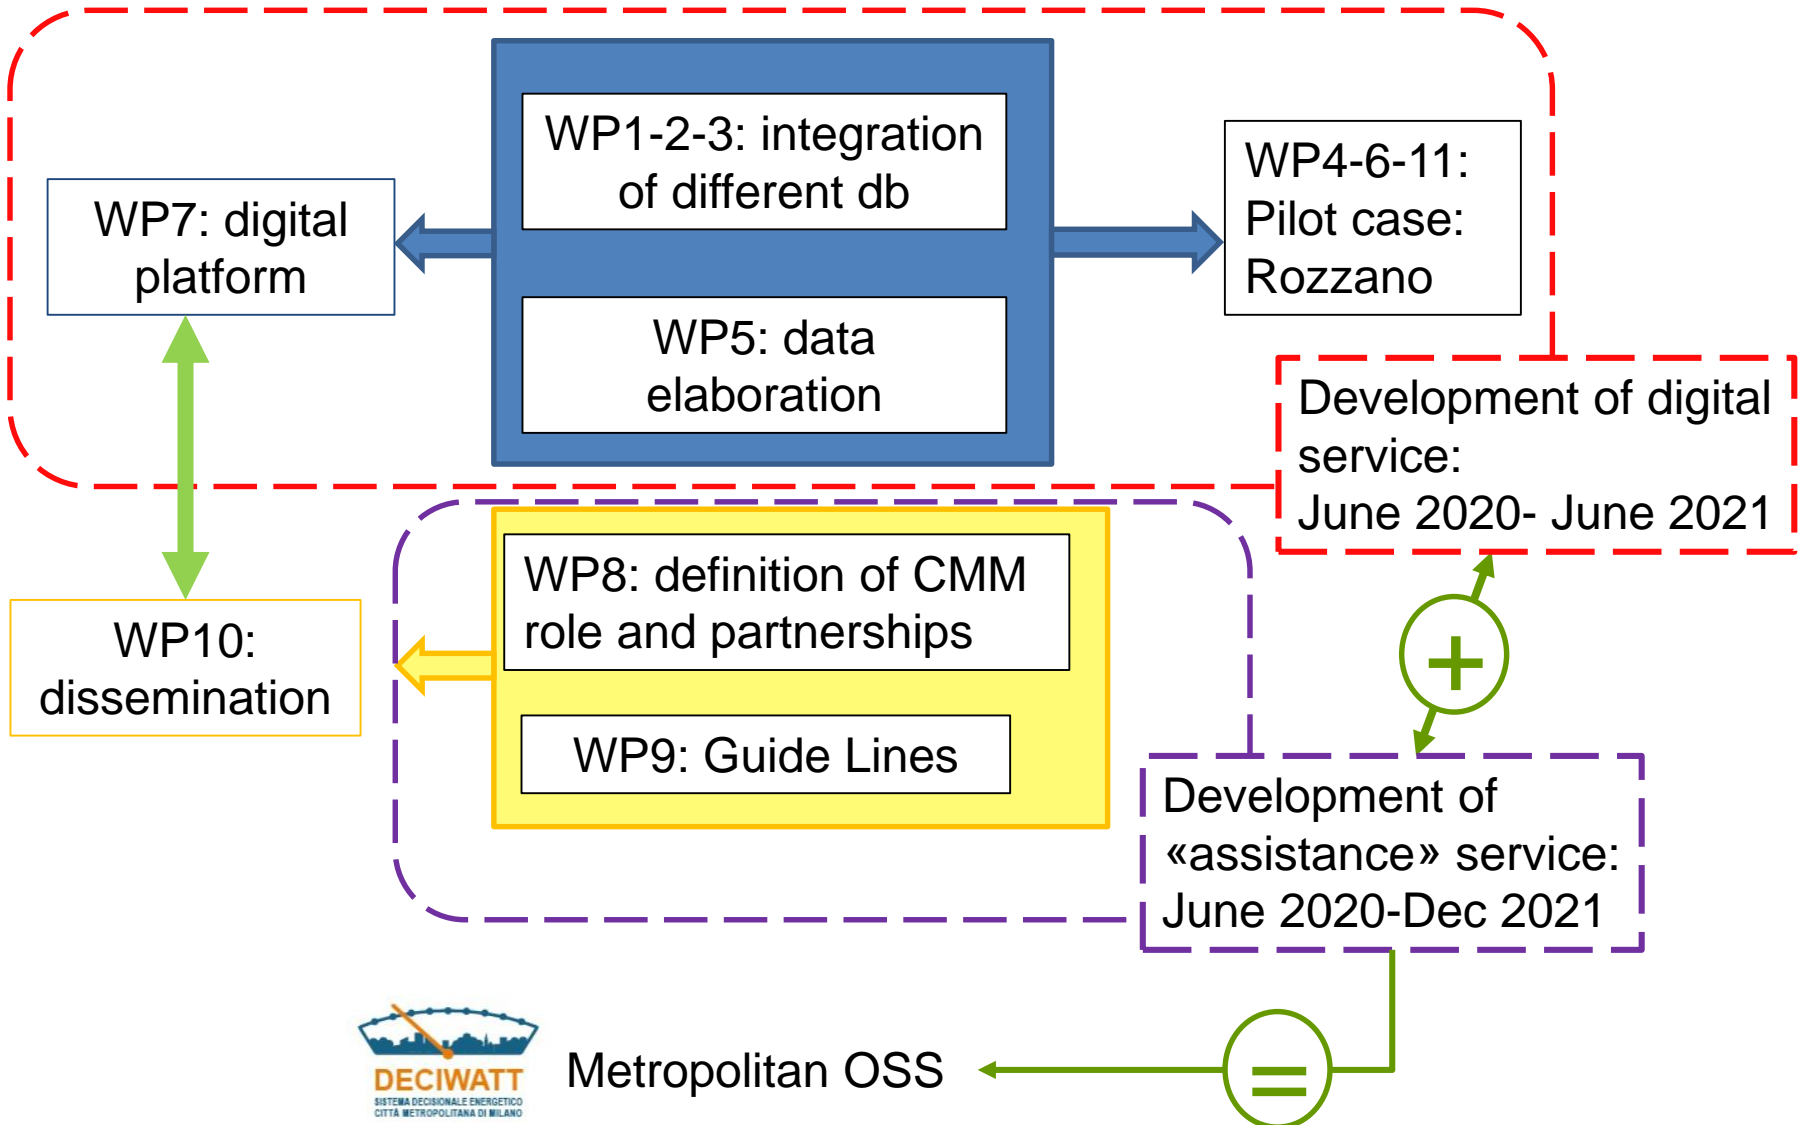 WP1-2-3: integration
of different db
WP7: digital
platform
WP4-6-11:
Pilot case:
Rozzano
WP5: data
elaboration
Development of digital
service:
June 2020- June 2021
WP8: definition of CMM
role and partnerships
WP10:
dissemination
+
WP9: Guide Lines
Development of
«assistance» service:
June 2020-Dec 2021
DECIWATT
SISTEMA DECISIONALE ENERGETICO
CITTÀ METROPOLITANA DI MILANO
Metropolitan OSS
=